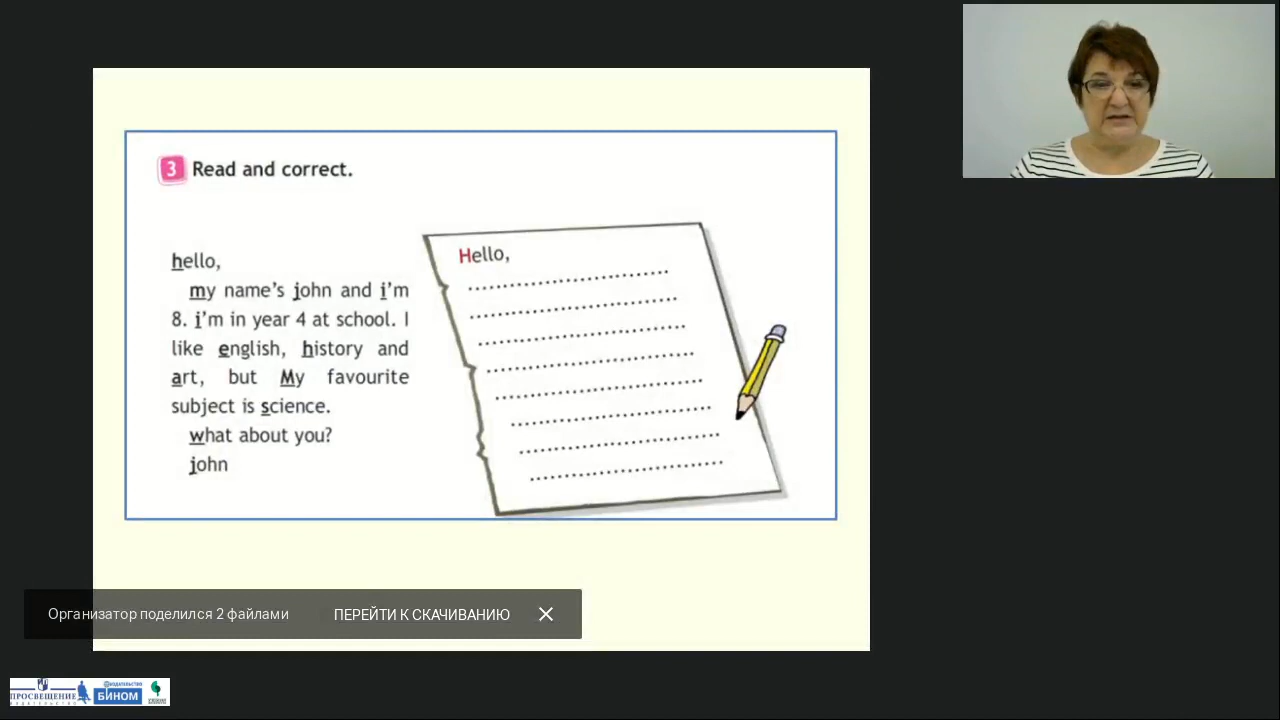 3 Read and correct.
hello,
my name's john and i'm
8. i'm in year 4 at school. I
like english, history and
art, but My favourite
subject is science.
what about you?
john
Hello,
Организатор поделился 2 файлами
ПЕРЕЙТИ К СКАЧИВАНИЮ
ПРОСВЕЩЕНИЕ
ИЗДАТЕЛЬСТВО
ИЗДАТЕЛЬСТВО
БИНОМ